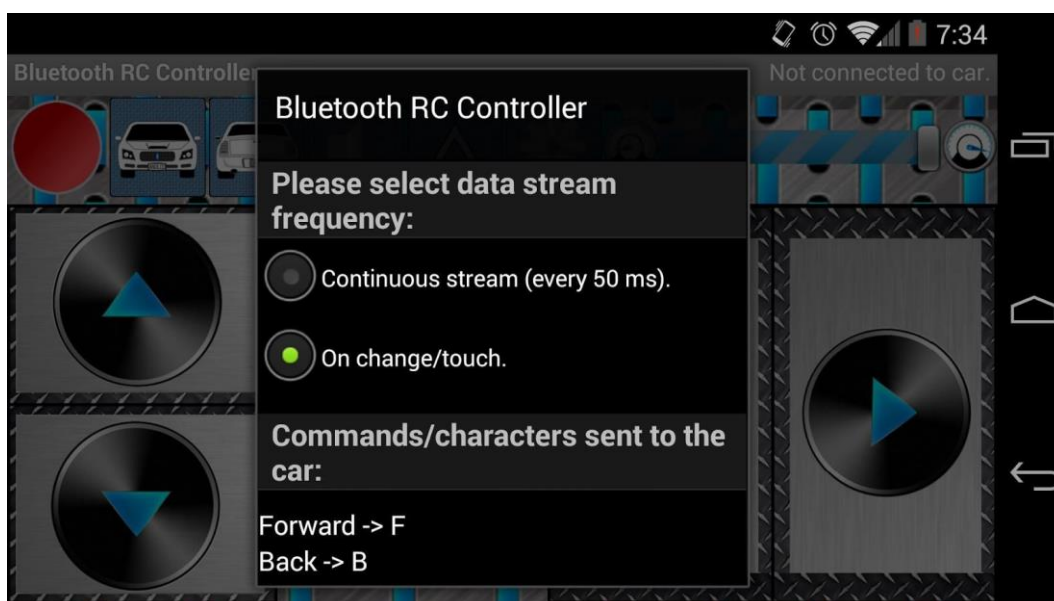 7:34
Bluetooth RC Controller
Not connected to car.
Bluetooth RC Controller
Please select data stream
frequency:
Continuous stream (every 50 ms).
On change/touch.
Commands/characters sent to the
car:
Forward -> F
Back -> B